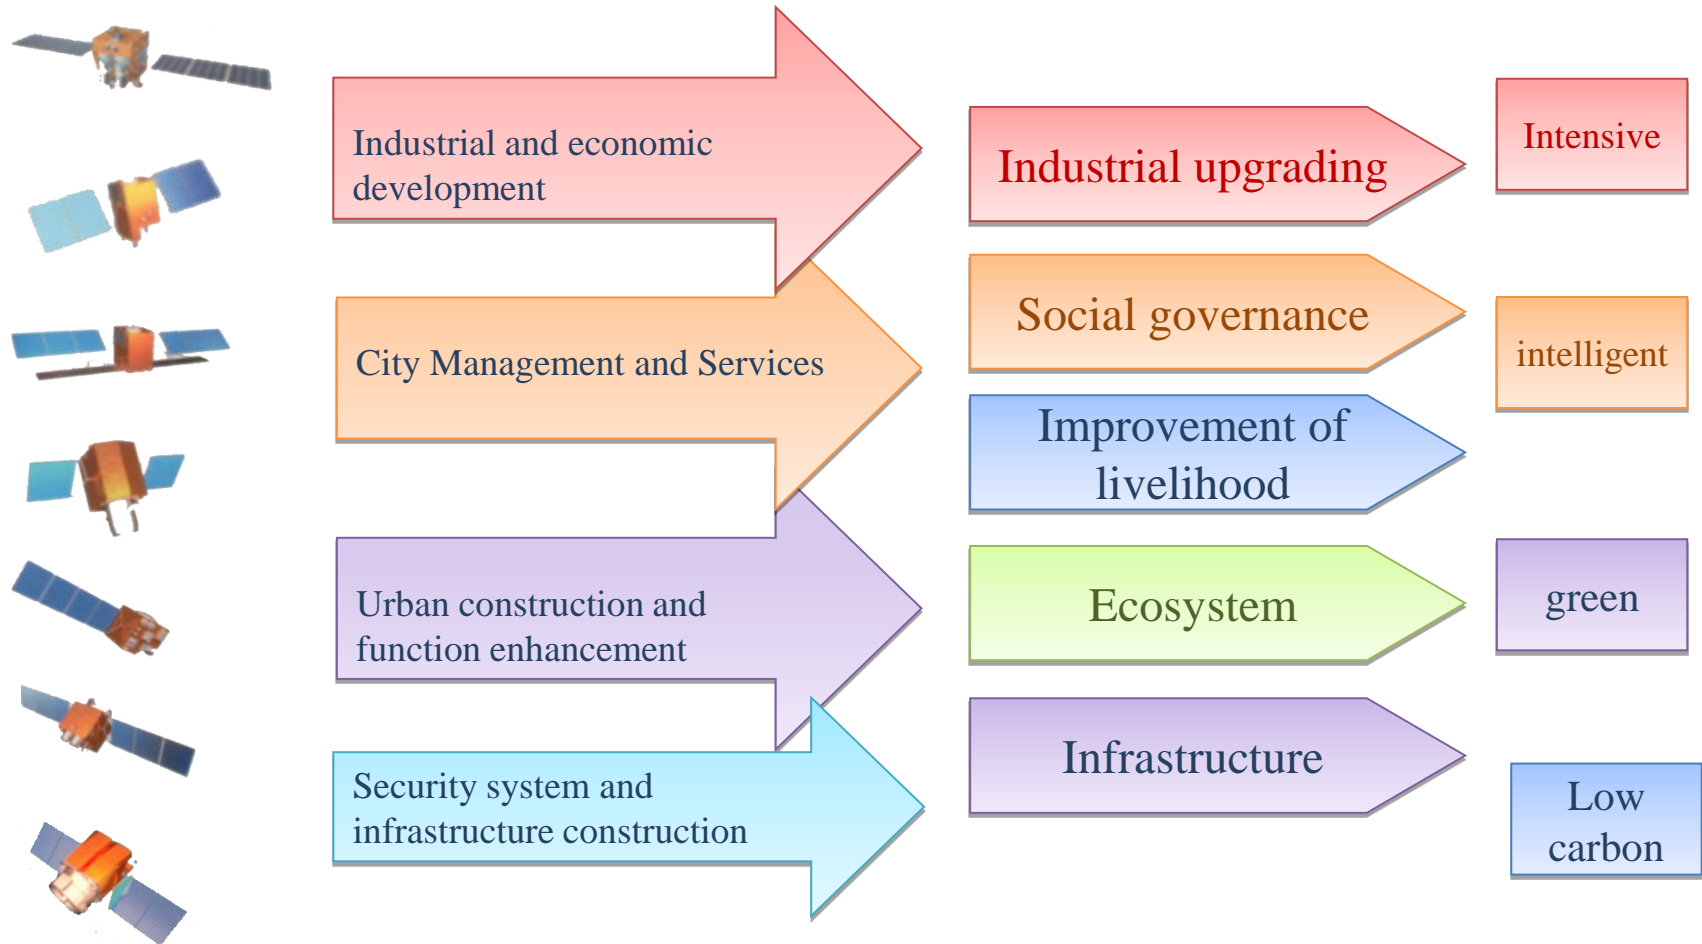 Industrial and economic
development
City Management and Services
Urban construction and
function enhancement
Security system and
infrastructure construction
Industrial upgrading
Social governance
Improvement of
livelihood
Ecosystem
Infrastructure
Intensive
intelligent
green
Low
carbon